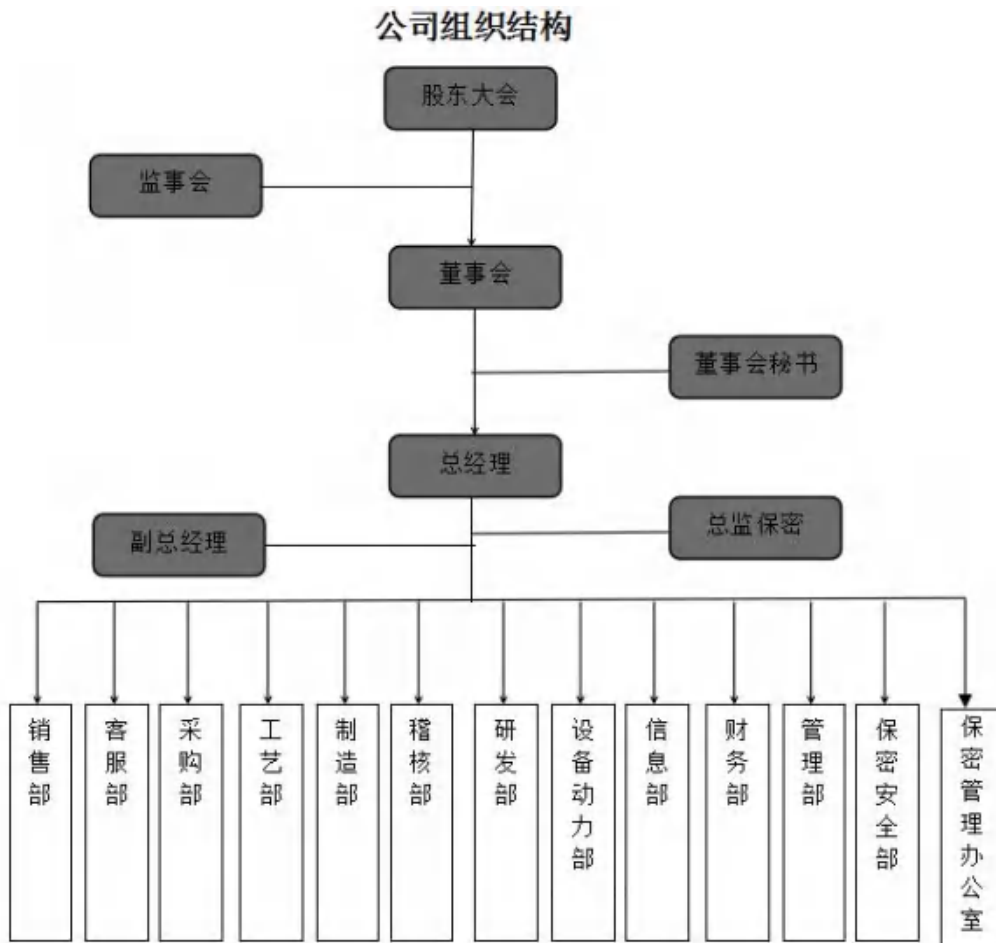 公司组织结构
股东大会
监事会
董事会
董事会秘书
总经理
总监保密
副总经理
销售部
客服部
采购部
工艺部
制造部
稽核部
研发部
设备动力部
信息部
财务部
管理部
保密安全部
保密管理办公室